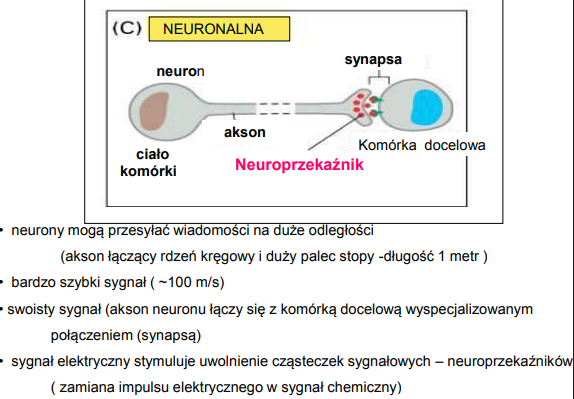 (C) NEURONALNA
synapsa
neuron
akson
Komórka docelowa
ciało
komórki
Neuroprzekaźnik
• neurony mogą przesyłać wiadomości na duże odległości
(akson łączący rdzeń kręgowy i duży palec stopy -długość 1 metr )
• bardzo szybki sygnał ( ~100 m/s)
• swoisty sygnał (akson neuronu łączy się z komórką docelową wyspecjalizowanym
połączeniem (synapsą)
• sygnał elektryczny stymuluje uwolnienie cząsteczek sygnałowych – neuroprzekaźników
( zamiana impulsu elektrycznego w sygnał chemiczny)